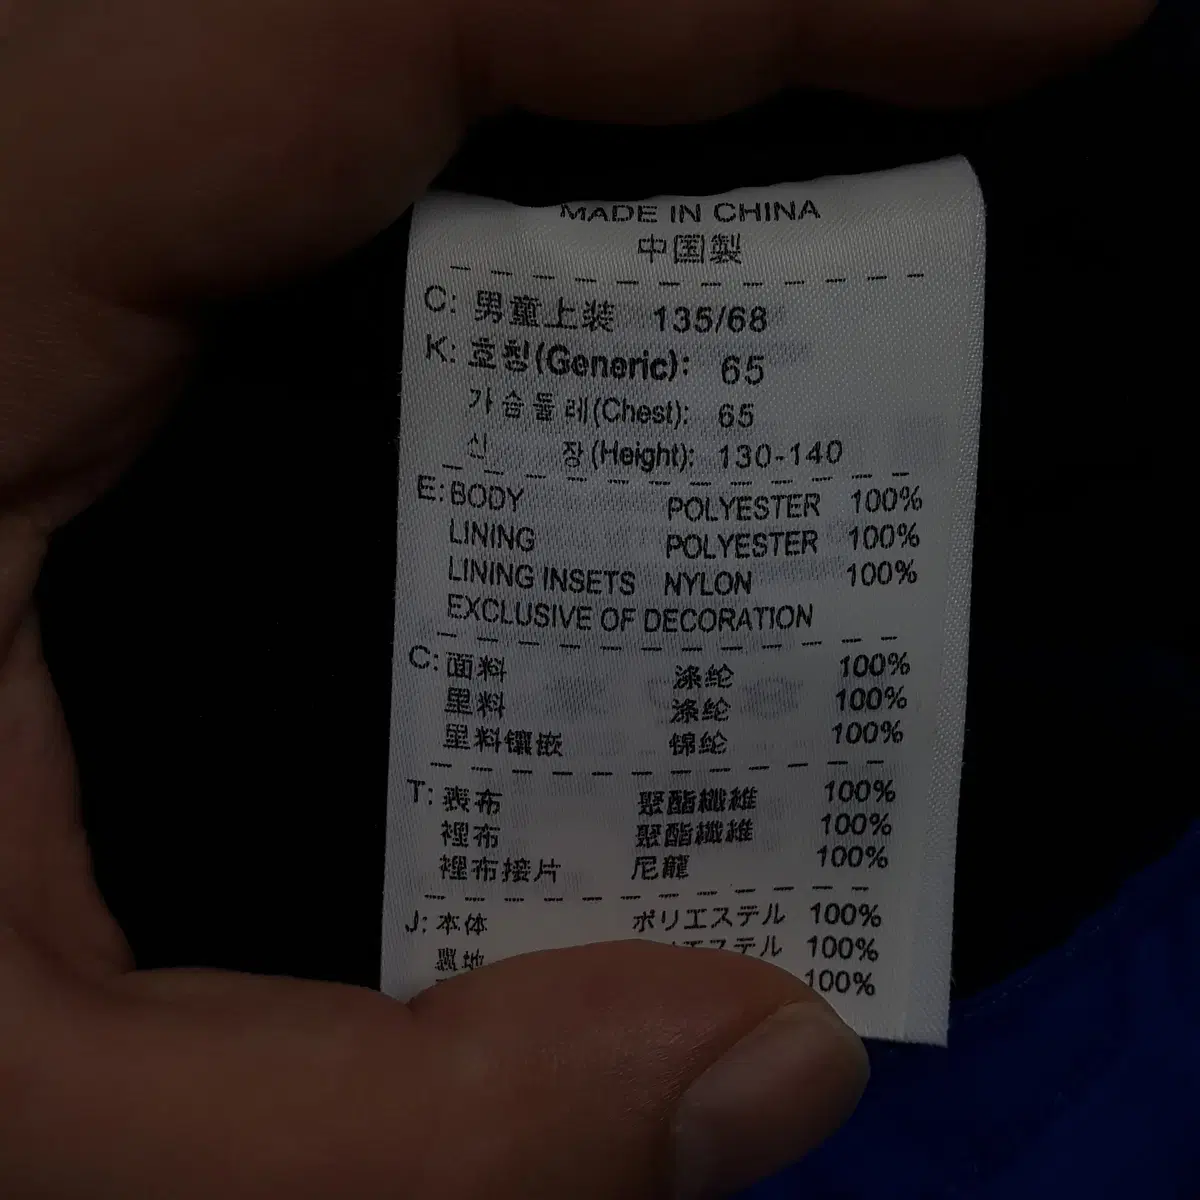 MADE IN CHINA
中国製
C: 男童上装 135/68
K: 호칭(Generic): 65
가슴둘레(Chest): 65
신 장(Height): 130-140
E: BODY POLYESTER 100%
LINING POLYESTER 100%
LINING INSETS NYLON 100%
EXCLUSIVE OF DECORATION
C: 面料 涤纶 100%
里料 涤纶 100%
里料镶嵌 锦纶 100%
T: 表布 聚酯纖維 100%
裡布 聚酯纖維 100%
裡布接片 尼龍 100%
J: 本体 ポリエステル 100%
裏地 エステル 100%
100%